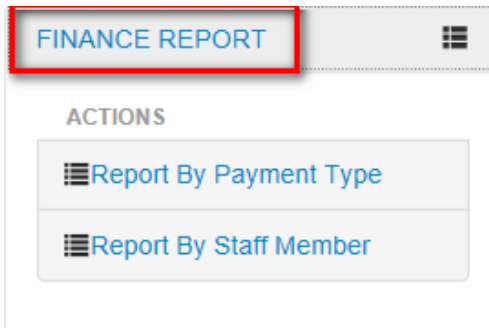 FINANCE REPORT
ACTIONS
Report By Payment Type
Report By Staff Member